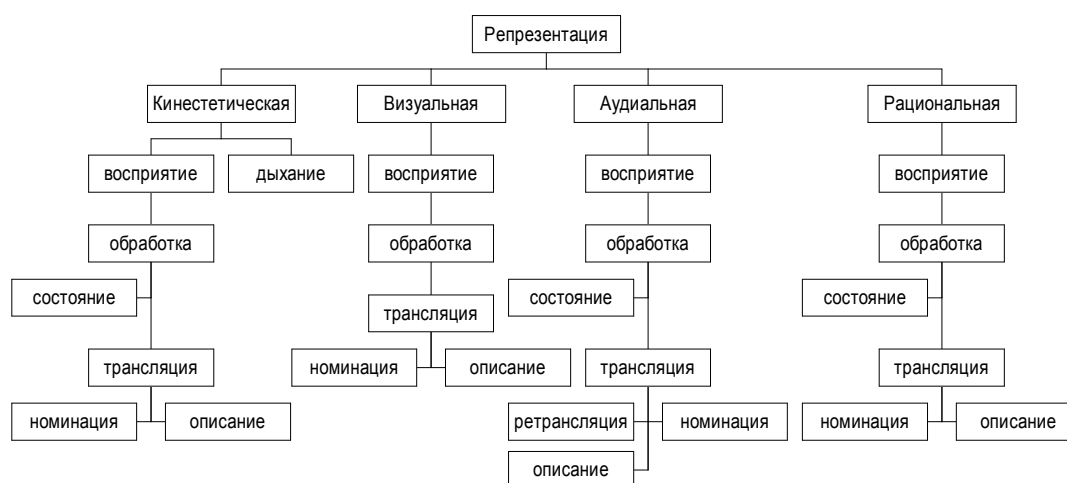 Репрезентация
Кинестетическая
Визуальная
Аудиальная
Рациональная
восприятие
дыхание
восприятие
восприятие
восприятие
обработка
обработка
обработка
обработка
состояние
трансляция
состояние
состояние
трансляция
номинация
описание
трансляция
трансляция
номинация
описание
ретрансляция
номинация
номинация
описание
описание